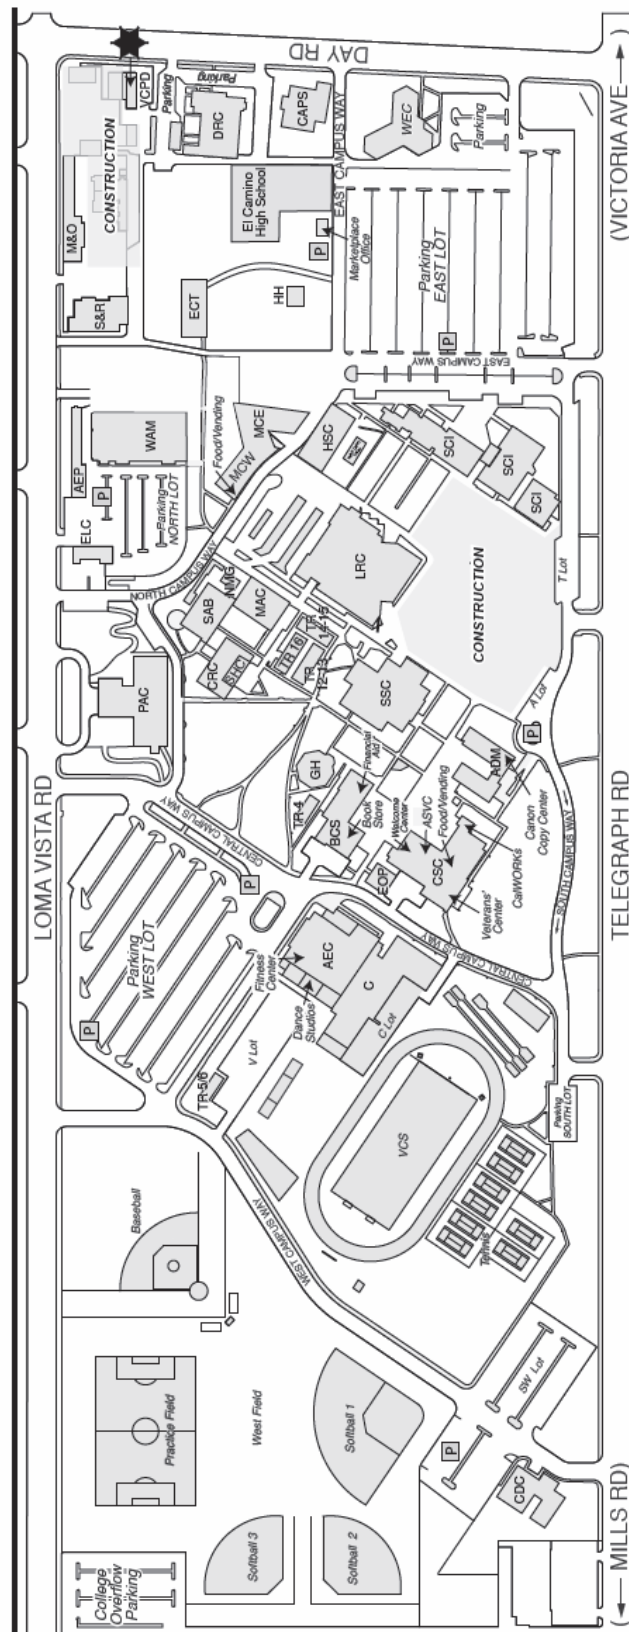 DAY RD
LOMA VISTA RD
TELEGRAPH RD
(VICTORIA AVE →)
(← MILLS RD)
VCPD
Parking
Parking
DRC
CAPS
WEC
Parking
CONSTRUCTION
M&O
S&R
El Camino
High School
EAST CAMPUS WAY
P
Marketplace
Office
Parking
EAST LOT
P
EAST CAMPUS WAY
ECT
HH
WAM
AEP
P
Parking
NORTH LOT
ELC
Food/Vending
MCE
MCW
NORTH CAMPUS WAY
HSC
SCI
SCI
SCI
LRC
CONSTRUCTION
T Lot
NMG
SAB
MAC
CRC
SHC
TR
14-15
TR 16
TR
12-13
SSC
PAC
GH
TR-4
BCS
Financial
Aid
Book
Store
Welcome
Center
ASVC
Food/Vending
CSC
EOP
ADM
A Lot
P
Canon
Copy Center
CalWORKs
Veterans'
Center
← SOUTH CAMPUS WAY ←
CENTRAL CAMPUS WAY
P
CENTRAL CAMPUS WAY
Parking
WEST LOT
P
AEC
Fitness
Center
Dance
Studios
C
C Lot
V Lot
TR-5/6
VCS
Parking
SOUTH LOT
Tennis
WEST CAMPUS WAY
Baseball
Practice Field
West Field
Softball 1
Softball 2
Softball 3
SW Lot
P
CDC
College
Overflow
Parking